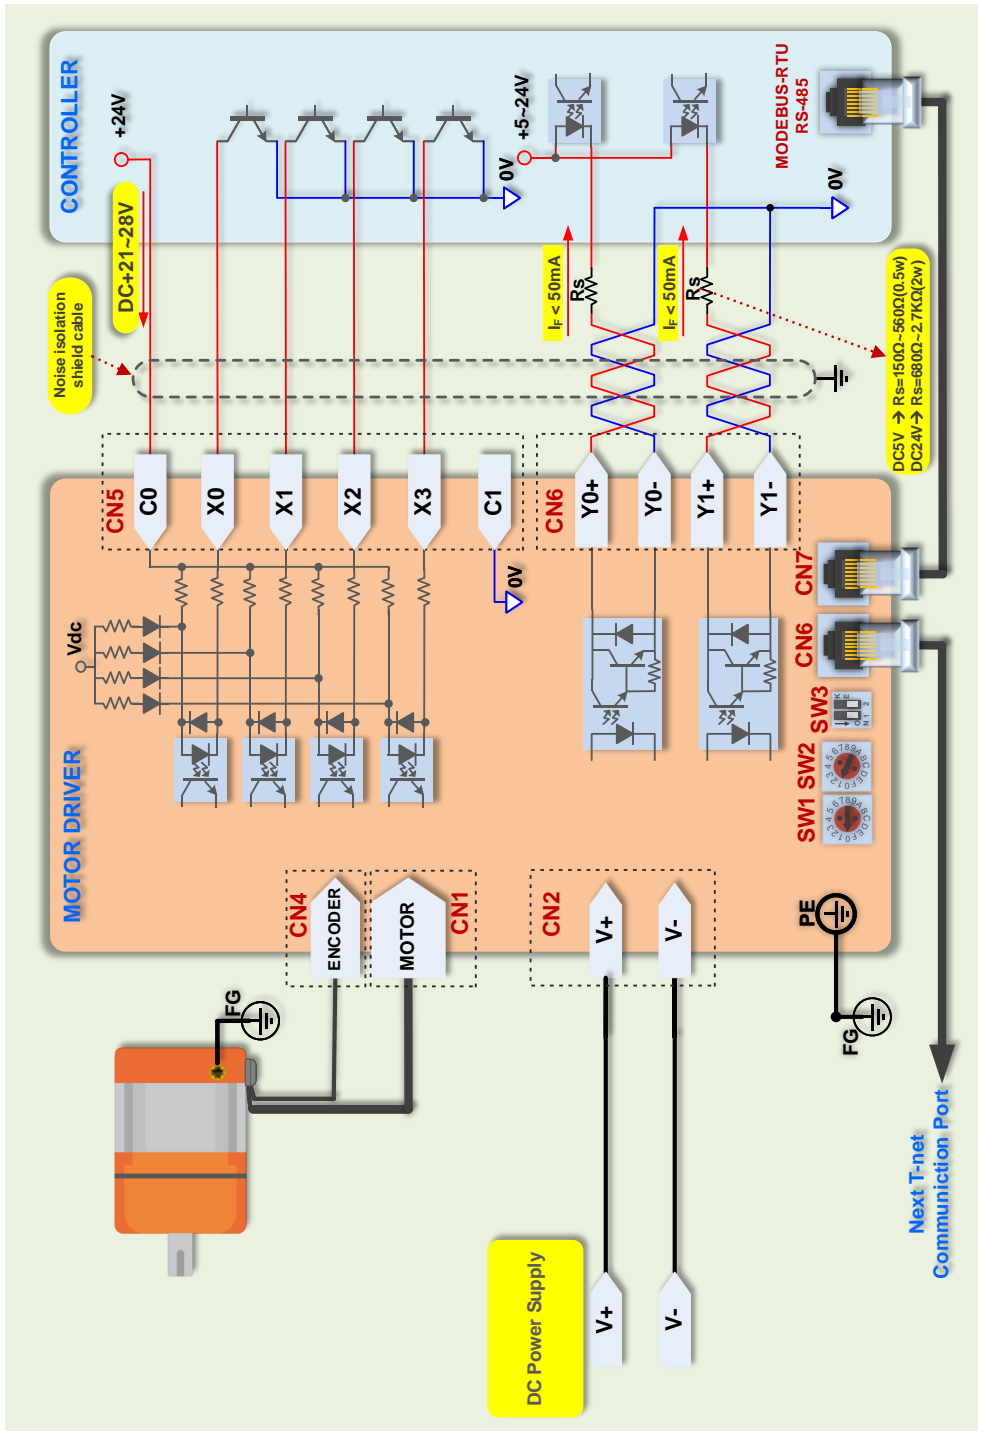 CONTROLLER
+24V
DC+21~28V
0V
+5~24V
MODEBUS-RTU
RS-485
0V
IF < 50mA
Rs
IF < 50mA
Rs
DC5V → Rs=150Ω~560Ω(0.5w)
DC24V→ Rs=680Ω~2.7KΩ(2w)
Noise isolation
shield cable
CN5
C0
X0
X1
X2
X3
C1
CN6
Y0+
Y0-
Y1+
Y1-
0V
Vdc
CN7
CN6
SW3
SW2
SW1
MOTOR DRIVER
CN4
ENCODER
MOTOR
CN1
CN2
V+
V-
PE
FG
FG
DC Power Supply
V+
V-
Next T-net
Communiction Port